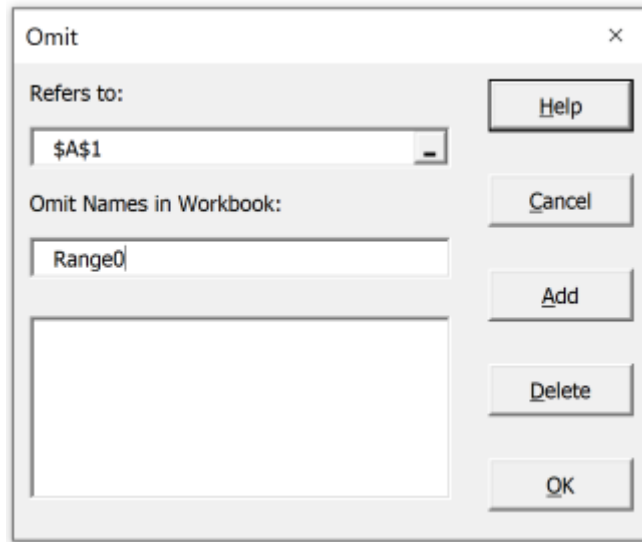 Omit
Refers to:
$A$1
Omit Names in Workbook:
Range0
Help
Cancel
Add
Delete
OK